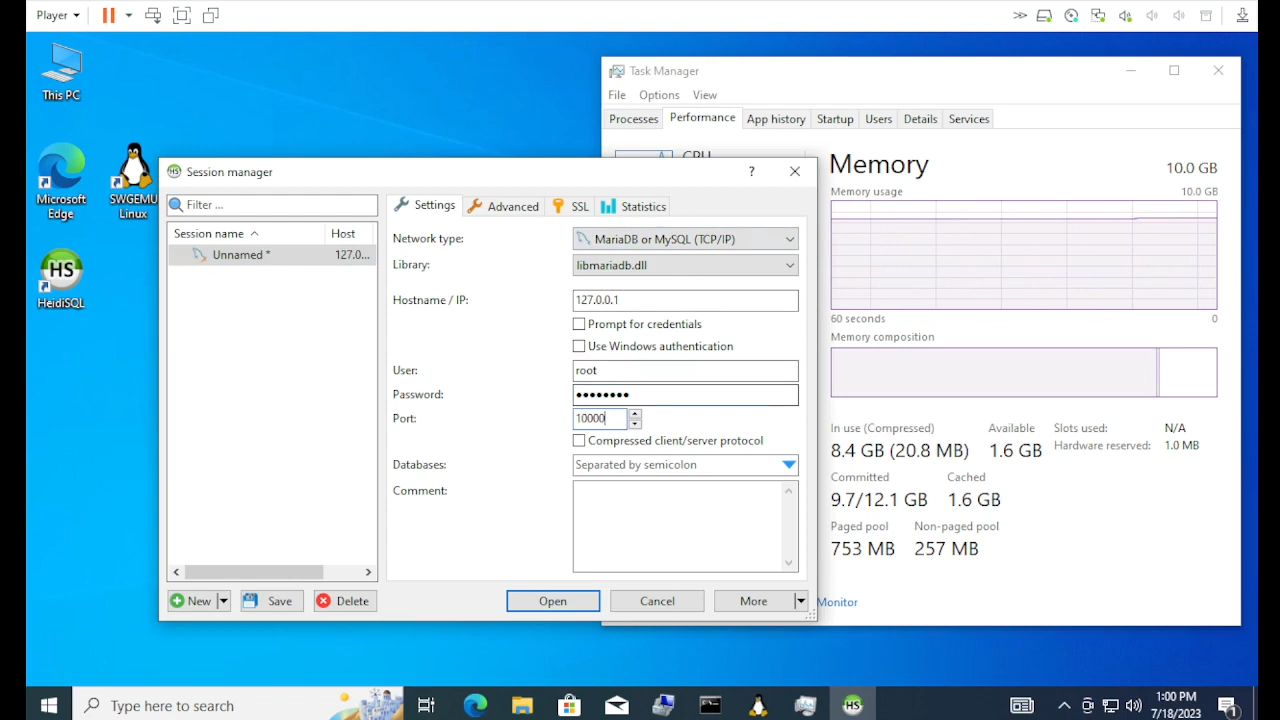 Player
This PC
Microsoft
Edge
SWGEMU
Linux
HS
HeidiSQL
Task Manager
File Options View
Processes Performance App history Startup Users Details Services
CPU
Memory 10.0 GB
Memory usage 10.0 GB
60 seconds 0
Memory composition
In use (Compressed) Available Slots used: N/A
8.4 GB (20.8 MB) 1.6 GB Hardware reserved: 1.0 MB
Committed Cached
9.7/12.1 GB 1.6 GB
Paged pool Non-paged pool
753 MB 257 MB
Monitor
HS Session manager ?
Filter ...
Session name Host
Unnamed * 127.0...
Settings Advanced SSL Statistics
Network type: MariaDB or MySQL (TCP/IP)
Library: libmariadb.dll
Hostname / IP: 127.0.0.1
Prompt for credentials
Use Windows authentication
User: root
Password: ●●●●●●●●
Port: 10000
Compressed client/server protocol
Databases: Separated by semicolon
Comment:
New Save Delete Open Cancel More
Type here to search
HS
1:00 PM
7/18/2023
1